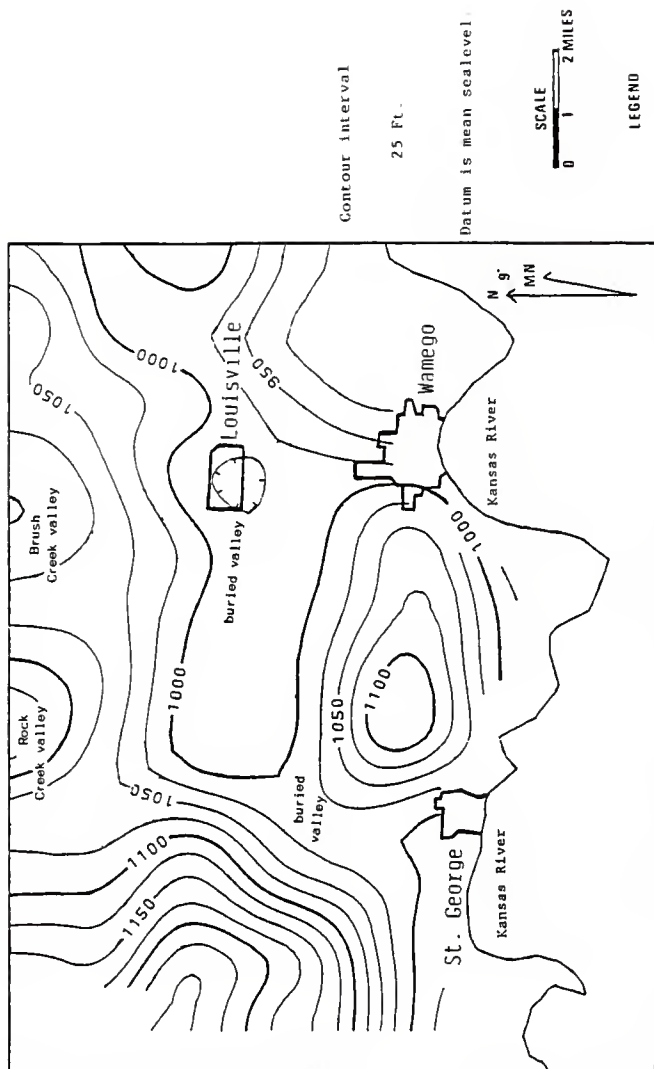 Rock
Creek valley
Brush
Creek valley
1050
1000
1050
1100
1150
1000
buried valley
Louisville
buried
valley
1050
1100
950
1000
St. George
Wamego
Kansas River
Kansas River
N 9°
MN
Contour interval
25 Ft.
Datum is mean sealevel
SCALE
0 1 2 MILES
LEGEND